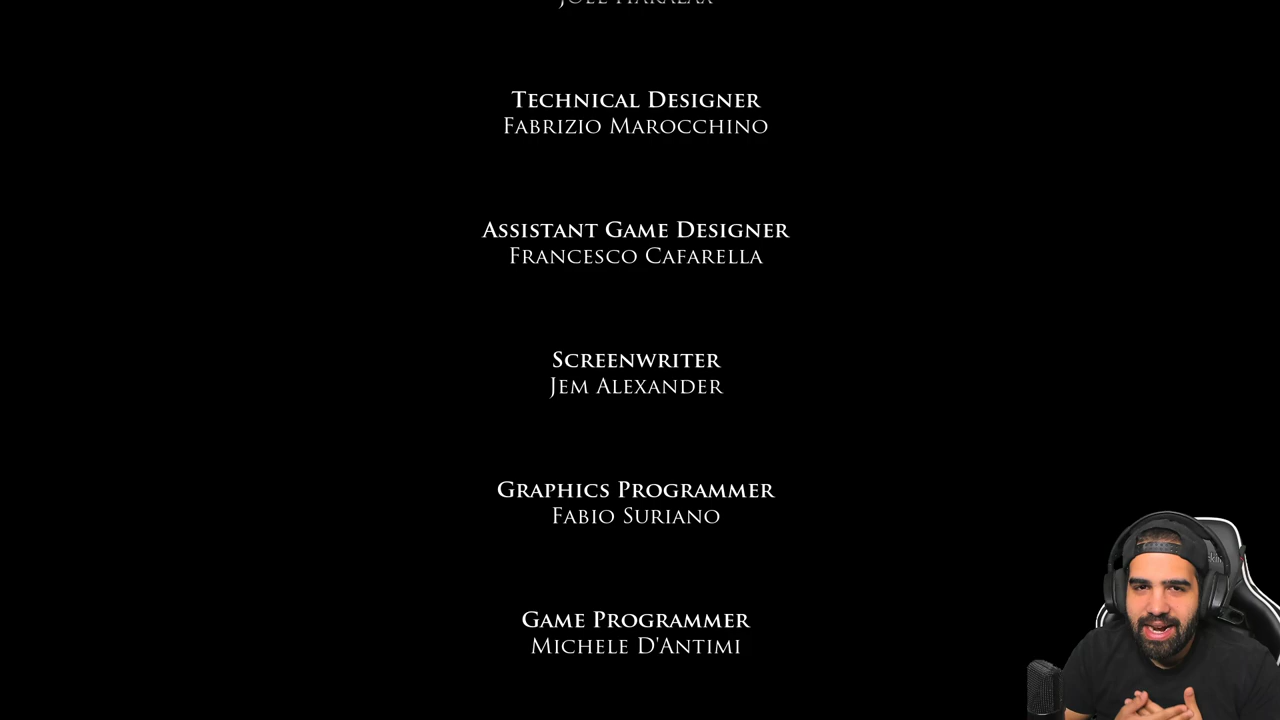 Technical Designer
Fabrizio Marocchino
Assistant Game Designer
Francesco Cafarella
Screenwriter
Jem Alexander
Graphics Programmer
Fabio Suriano
Game Programmer
Michele D'Antimi